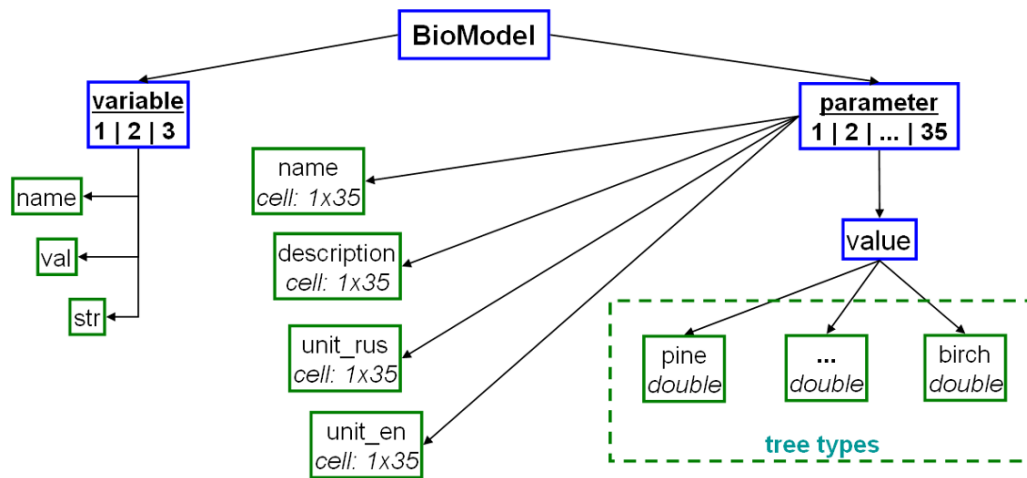 BioModel
variable
1 | 2 | 3
name
val
str
parameter
1 | 2 | ... | 35
name
cell: 1x35
description
cell: 1x35
unit_rus
cell: 1x35
unit_en
cell: 1x35
value
pine
double
...
double
birch
double
tree types